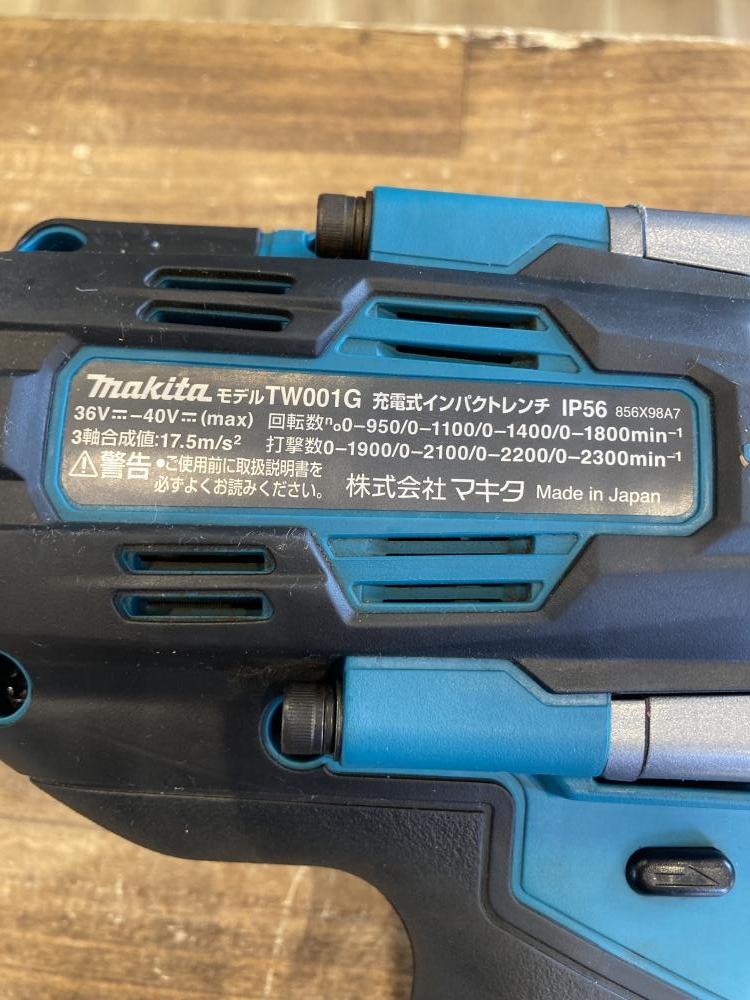 makita モデルTW001G 充電式インパクトレンチ IP56 856X98A7
36V⎓–40V⎓(max) 回転数ⁿ₀0–950/0–1100/0–1400/0–1800min⁻¹
3軸合成値:17.5m/s² 打撃数0–1900/0–2100/0–2200/0–2300min⁻¹
⚠警告 •ご使用前に取扱説明書を
必ずよくお読みください。 株式会社 マキタ Made in Japan